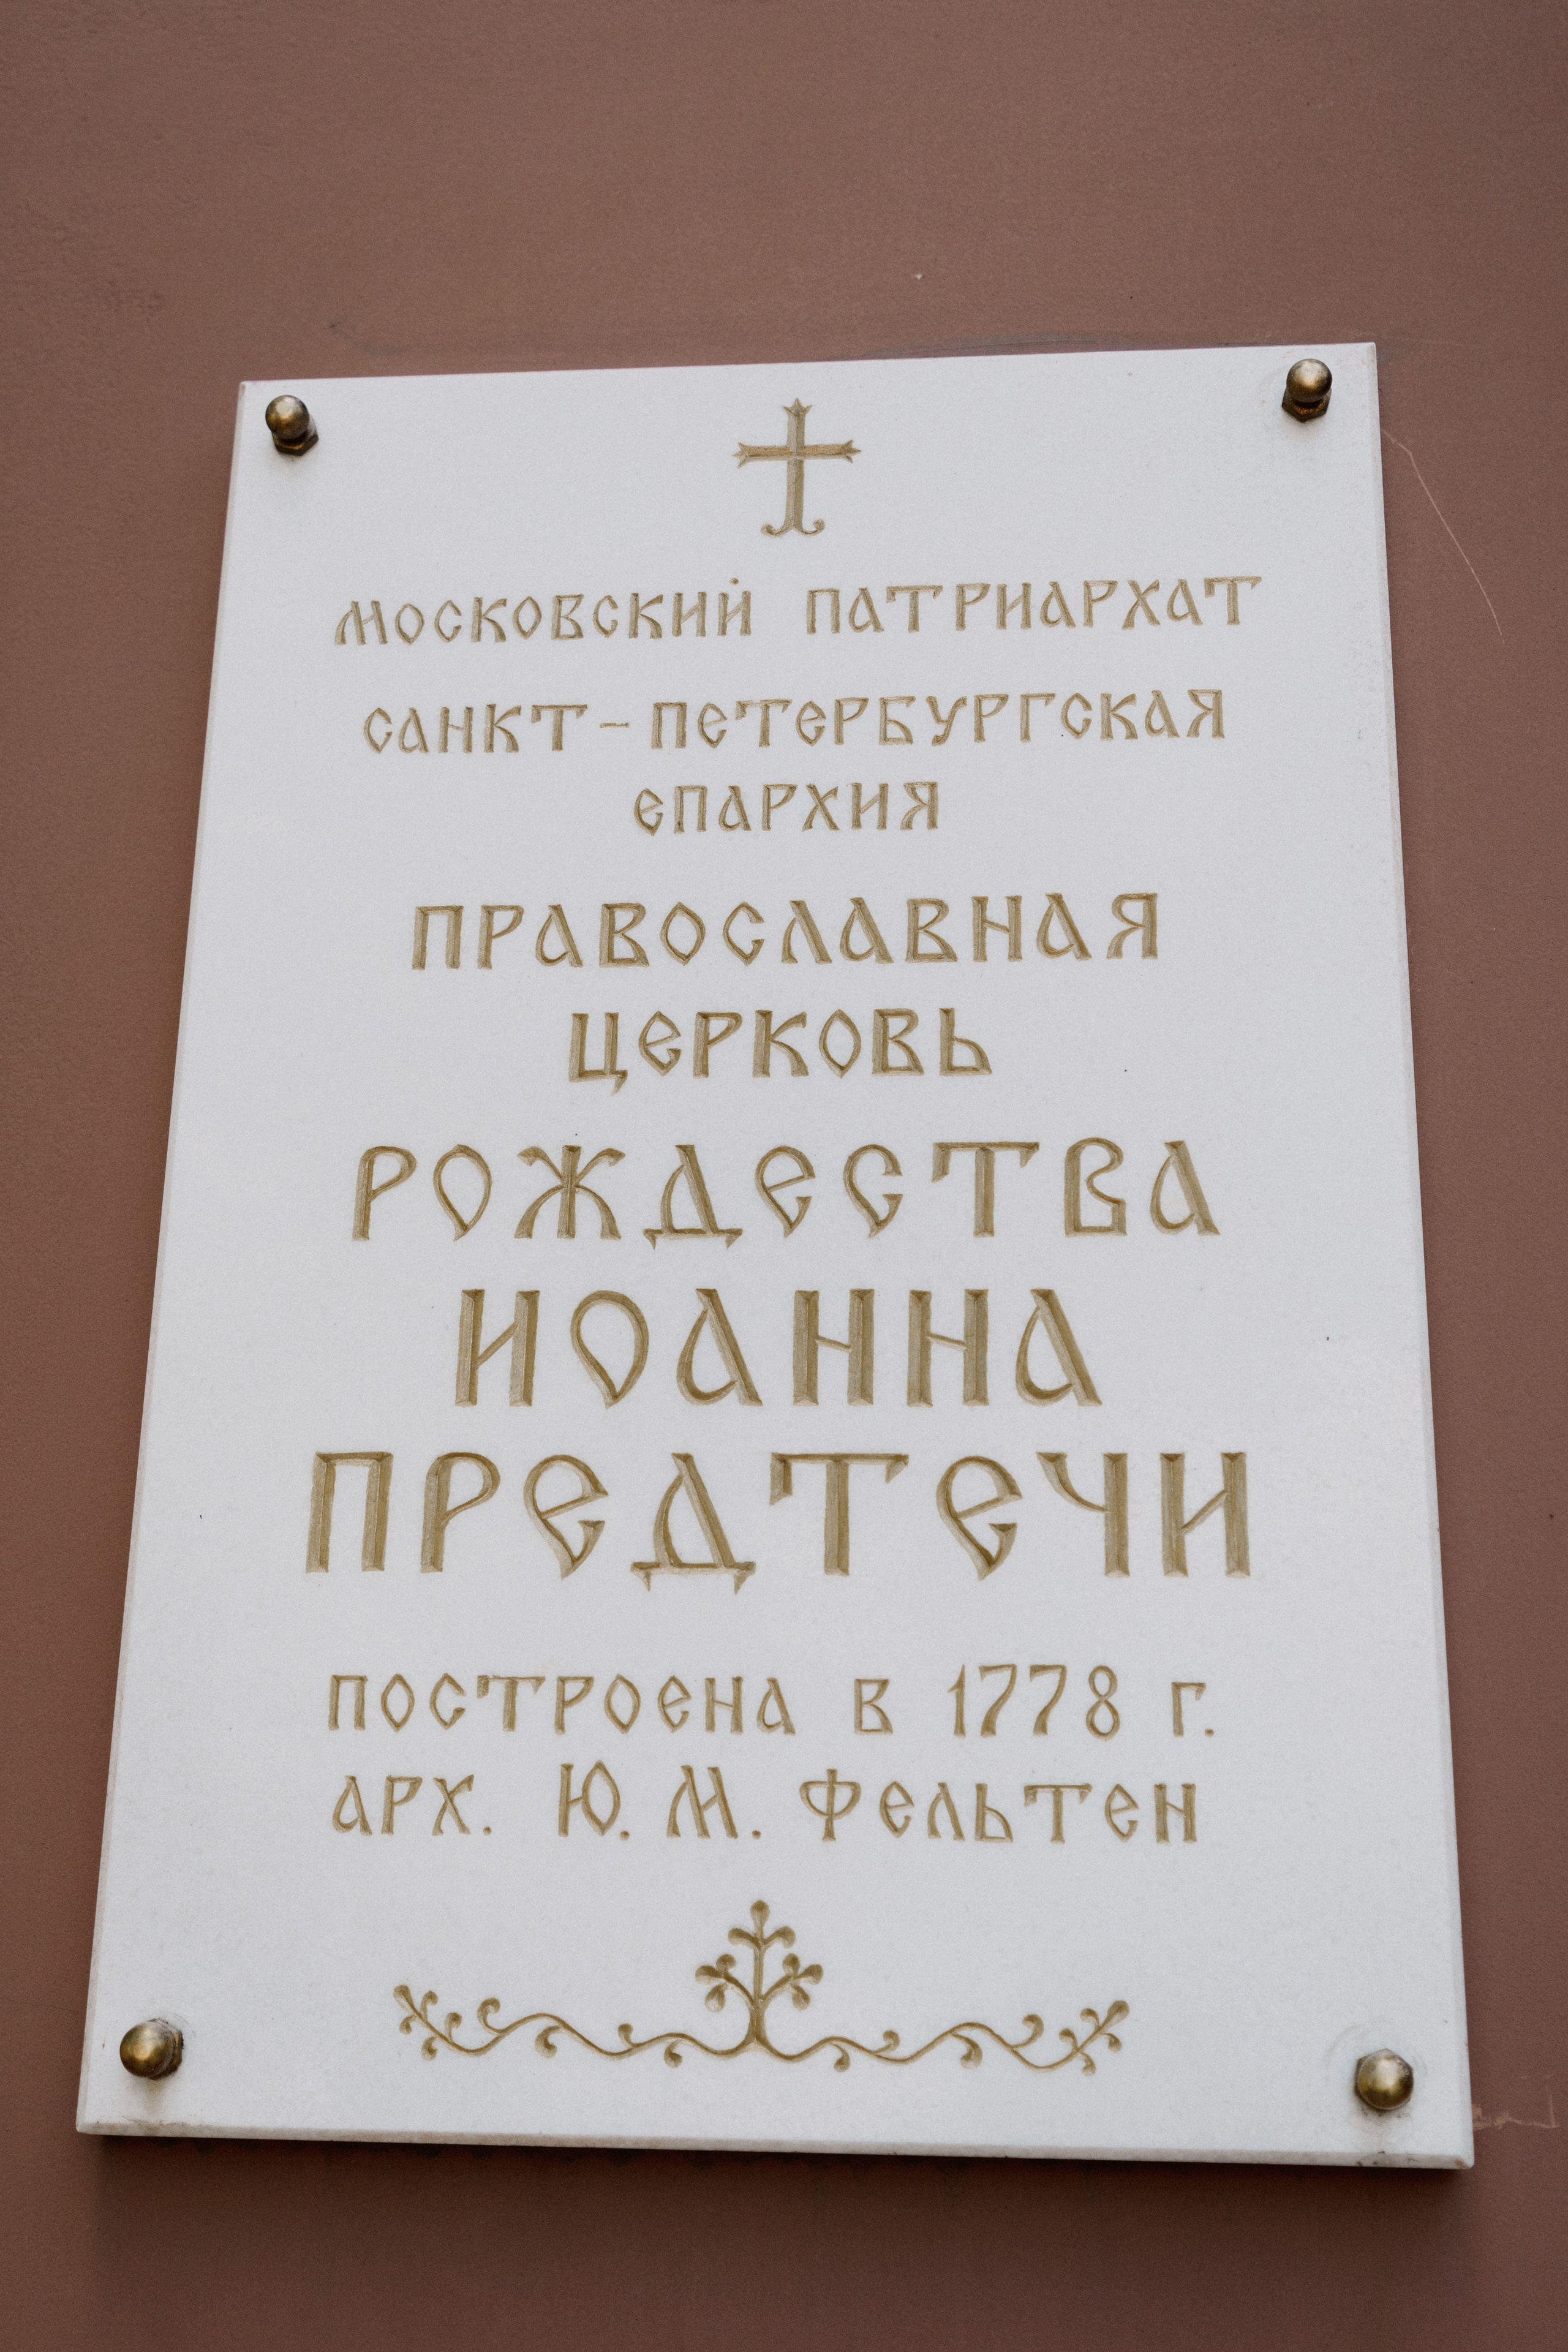 МОСКОВСКИЙ ПАТРИАРХАТ
САНКТ-ПЕТЕРБУРГСКАЯ
ЕПАРХИЯ
ПРАВОСЛАВНАЯ
ЦЕРКОВЬ
РОЖДЕСТВА
ИОАННА
ПРЕДТЕЧИ
ПОСТРОЕНА В 1778 Г.
АРХ. Ю. М. ФЕЛЬТЕН